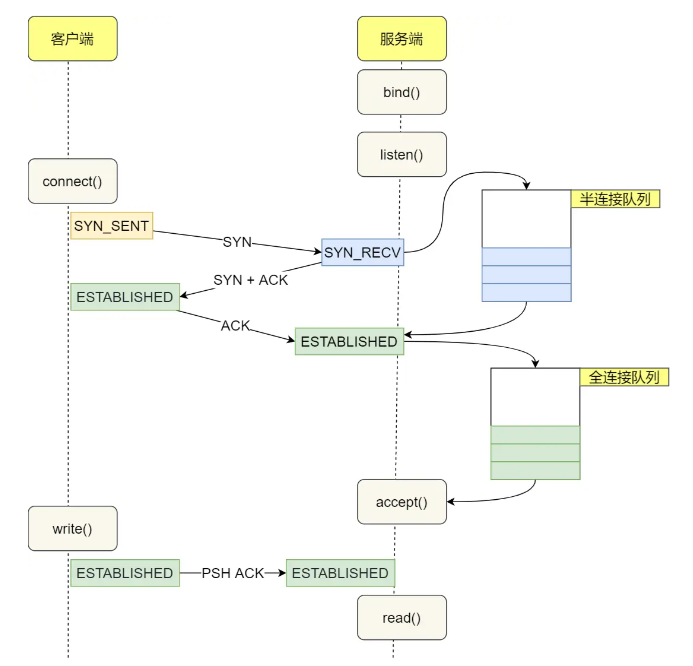 客户端
服务端
bind()
listen()
connect()
半连接队列
SYN_SENT
SYN
SYN_RECV
SYN + ACK
ESTABLISHED
ACK
ESTABLISHED
全连接队列
accept()
write()
ESTABLISHED
PSH ACK
ESTABLISHED
read()